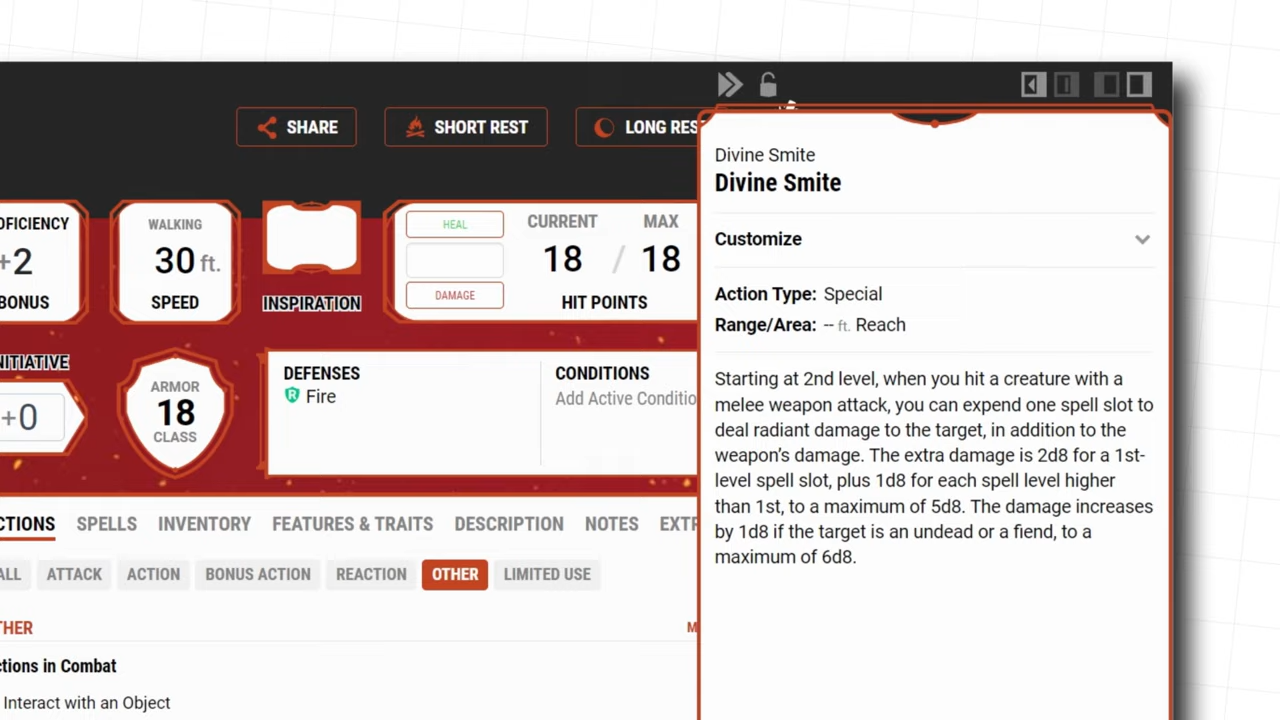 SHARE
SHORT REST
LONG RES
OFICIENCY
+2
BONUS
WALKING
30 ft.
SPEED
INSPIRATION
HEAL
DAMAGE
CURRENT
MAX
18 / 18
HIT POINTS
NITIATIVE
+0
ARMOR
18
CLASS
DEFENSES
Fire
CONDITIONS
Add Active Conditio
CTIONS
SPELLS
INVENTORY
FEATURES & TRAITS
DESCRIPTION
NOTES
EXTR
ALL
ATTACK
ACTION
BONUS ACTION
REACTION
OTHER
LIMITED USE
THER
M
ctions in Combat
Interact with an Object
Divine Smite
Divine Smite
Customize
Action Type: Special
Range/Area: -- ft. Reach
Starting at 2nd level, when you hit a creature with a
melee weapon attack, you can expend one spell slot to
deal radiant damage to the target, in addition to the
weapon’s damage. The extra damage is 2d8 for a 1st-
level spell slot, plus 1d8 for each spell level higher
than 1st, to a maximum of 5d8. The damage increases
by 1d8 if the target is an undead or a fiend, to a
maximum of 6d8.